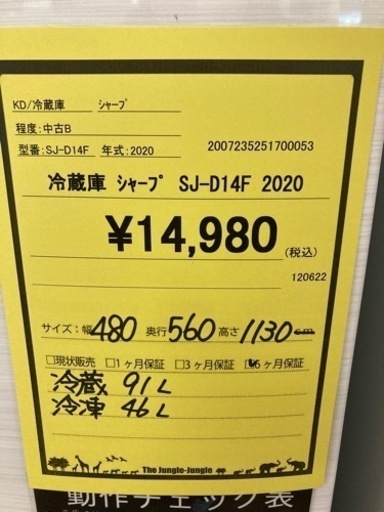 KD/冷蔵庫 シャープ
程度:中古B
型番:SJ-D14F 年式:2020 2007235251700053
冷蔵庫 シャープ SJ-D14F 2020
¥14,980(税込)
120622
サイズ:幅480 奥行560 高さ1130cm
□現状販売 □1ヶ月保証 □3ヶ月保証 ☑6ヶ月保証
冷蔵 91L
冷凍 46L
The Jungle-Jungle
動作チェック表